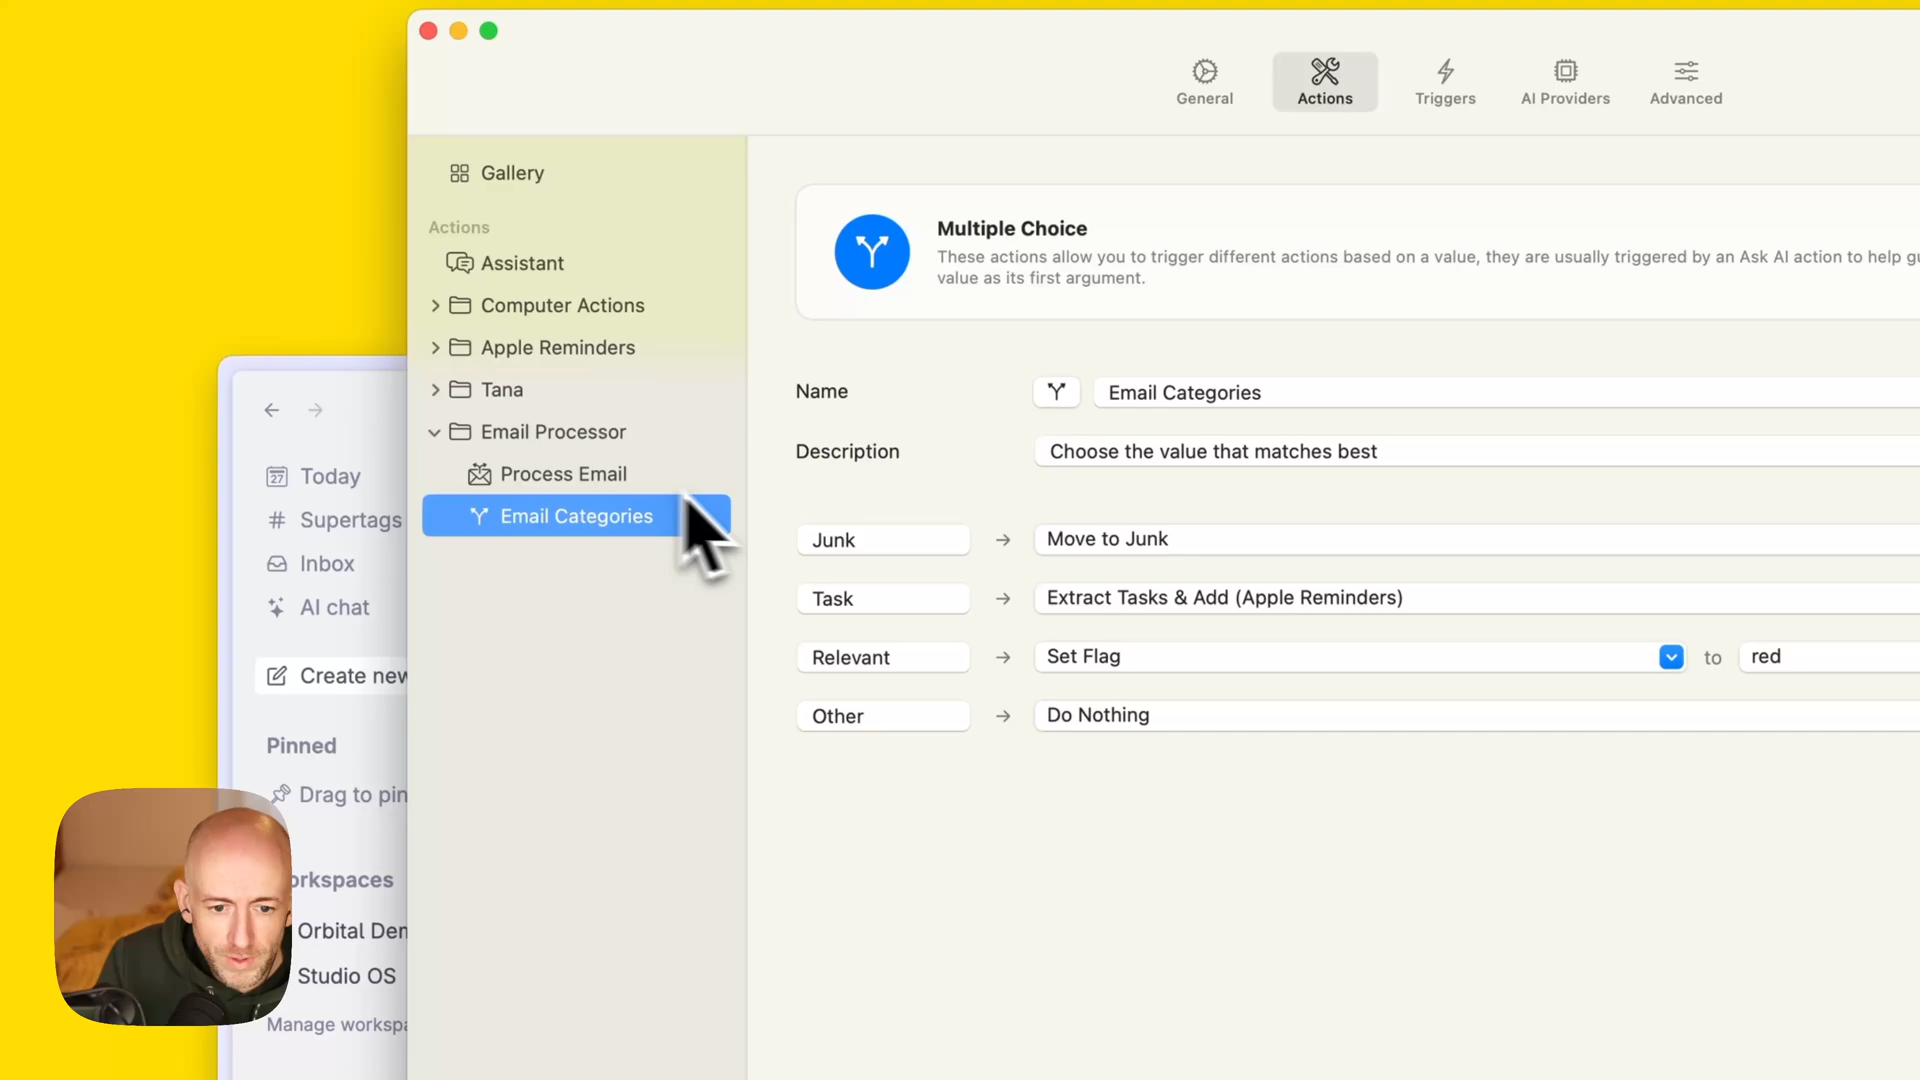 General
Actions
Triggers
AI Providers
Advanced
Gallery
Actions
Assistant
Computer Actions
Apple Reminders
Tana
Email Processor
Process Email
Email Categories
Multiple Choice
These actions allow you to trigger different actions based on a value, they are usually triggered by an Ask AI action to help
value as its first argument.
Name
Email Categories
Description
Choose the value that matches best
Junk → Move to Junk
Task → Extract Tasks & Add (Apple Reminders)
Relevant → Set Flag to red
Other → Do Nothing
27
Today
# Supertags
Inbox
AI chat
Create new
Pinned
Drag to pin
orkspaces
Orbital Dem
Studio OS
Manage workspa